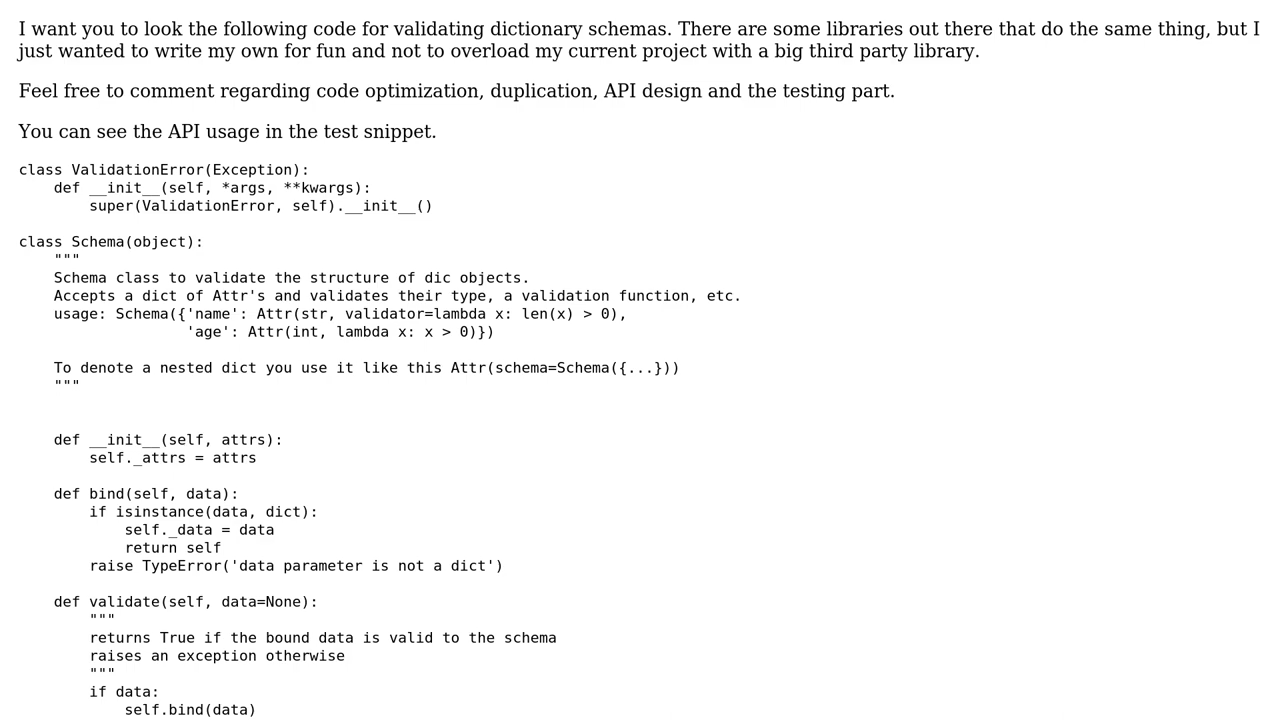 I want you to look the following code for validating dictionary schemas. There are some libraries out there that do the same thing, but I
just wanted to write my own for fun and not to overload my current project with a big third party library.
Feel free to comment regarding code optimization, duplication, API design and the testing part.
You can see the API usage in the test snippet.
class ValidationError(Exception):
    def __init__(self, *args, **kwargs):
        super(ValidationError, self).__init__()
class Schema(object):
    """
    Schema class to validate the structure of dic objects.
    Accepts a dict of Attr's and validates their type, a validation function, etc.
    usage: Schema({'name': Attr(str, validator=lambda x: len(x) > 0),
                   'age': Attr(int, lambda x: x > 0)})
    To denote a nested dict you use it like this Attr(schema=Schema({...}))
    """
    def __init__(self, attrs):
        self._attrs = attrs
    def bind(self, data):
        if isinstance(data, dict):
            self._data = data
            return self
        raise TypeError('data parameter is not a dict')
    def validate(self, data=None):
        """
        returns True if the bound data is valid to the schema
        raises an exception otherwise
        """
        if data:
            self.bind(data)